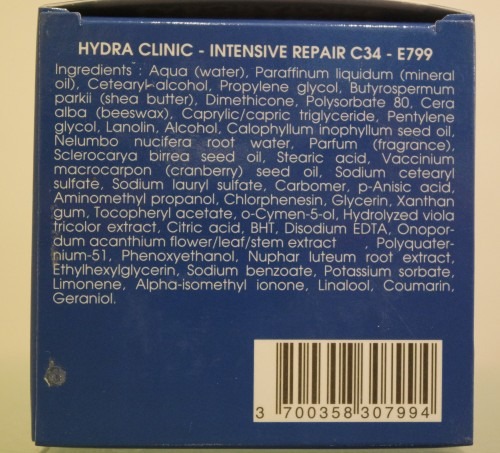 HYDRA CLINIC - INTENSIVE REPAIR C34 - E799
Ingredients : Aqua (water), Paraffinum liquidum (mineral
oil), Cetearyl alcohol, Propylene glycol, Butyrospermum
parkii (shea butter), Dimethicone, Polysorbate 80, Cera
alba (beeswax), Caprylic/capric triglyceride, Pentylene
glycol, Lanolin, Alcohol, Calophyllum inophyllum seed oil,
Nelumbo nucifera root water, Parfum (fragrance),
Sclerocarya birrea seed oil, Stearic acid, Vaccinium
macrocarpon (cranberry) seed oil, Sodium cetearyl
sulfate, Sodium lauryl sulfate, Carbomer, p-Anisic acid,
Aminomethyl propanol, Chlorphenesin, Glycerin, Xanthan
gum, Tocopheryl acetate, o-Cymen-5-ol, Hydrolyzed viola
tricolor extract, Citric acid, BHT, Disodium EDTA, Onopor-
dum acanthium flower/leaf/stem extract , Polyquater-
nium-51, Phenoxyethanol, Nuphar luteum root extract,
Ethylhexylglycerin, Sodium benzoate, Potassium sorbate,
Limonene, Alpha-isomethyl ionone, Linalool, Coumarin,
Geraniol.
3 700358 307994